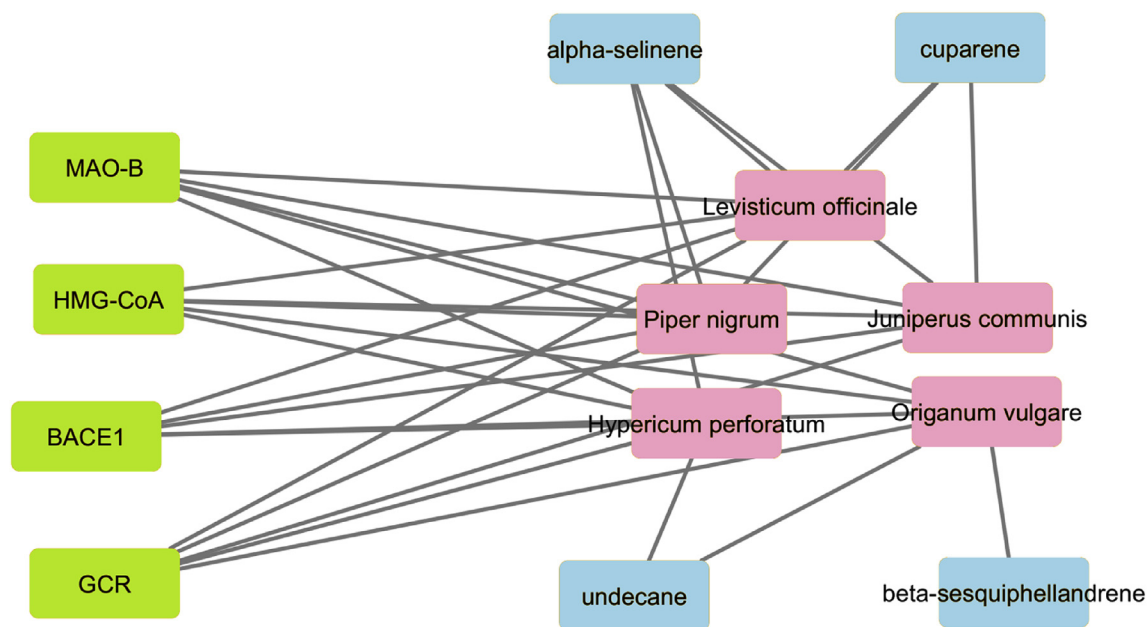 alpha-selinene
cuparene
MAO-B
Levisticum officinale
HMG-CoA
Piper nigrum
Juniperus communis
BACE1
Hypericum perforatum
Origanum vulgare
GCR
undecane
beta-sesquiphellandrene